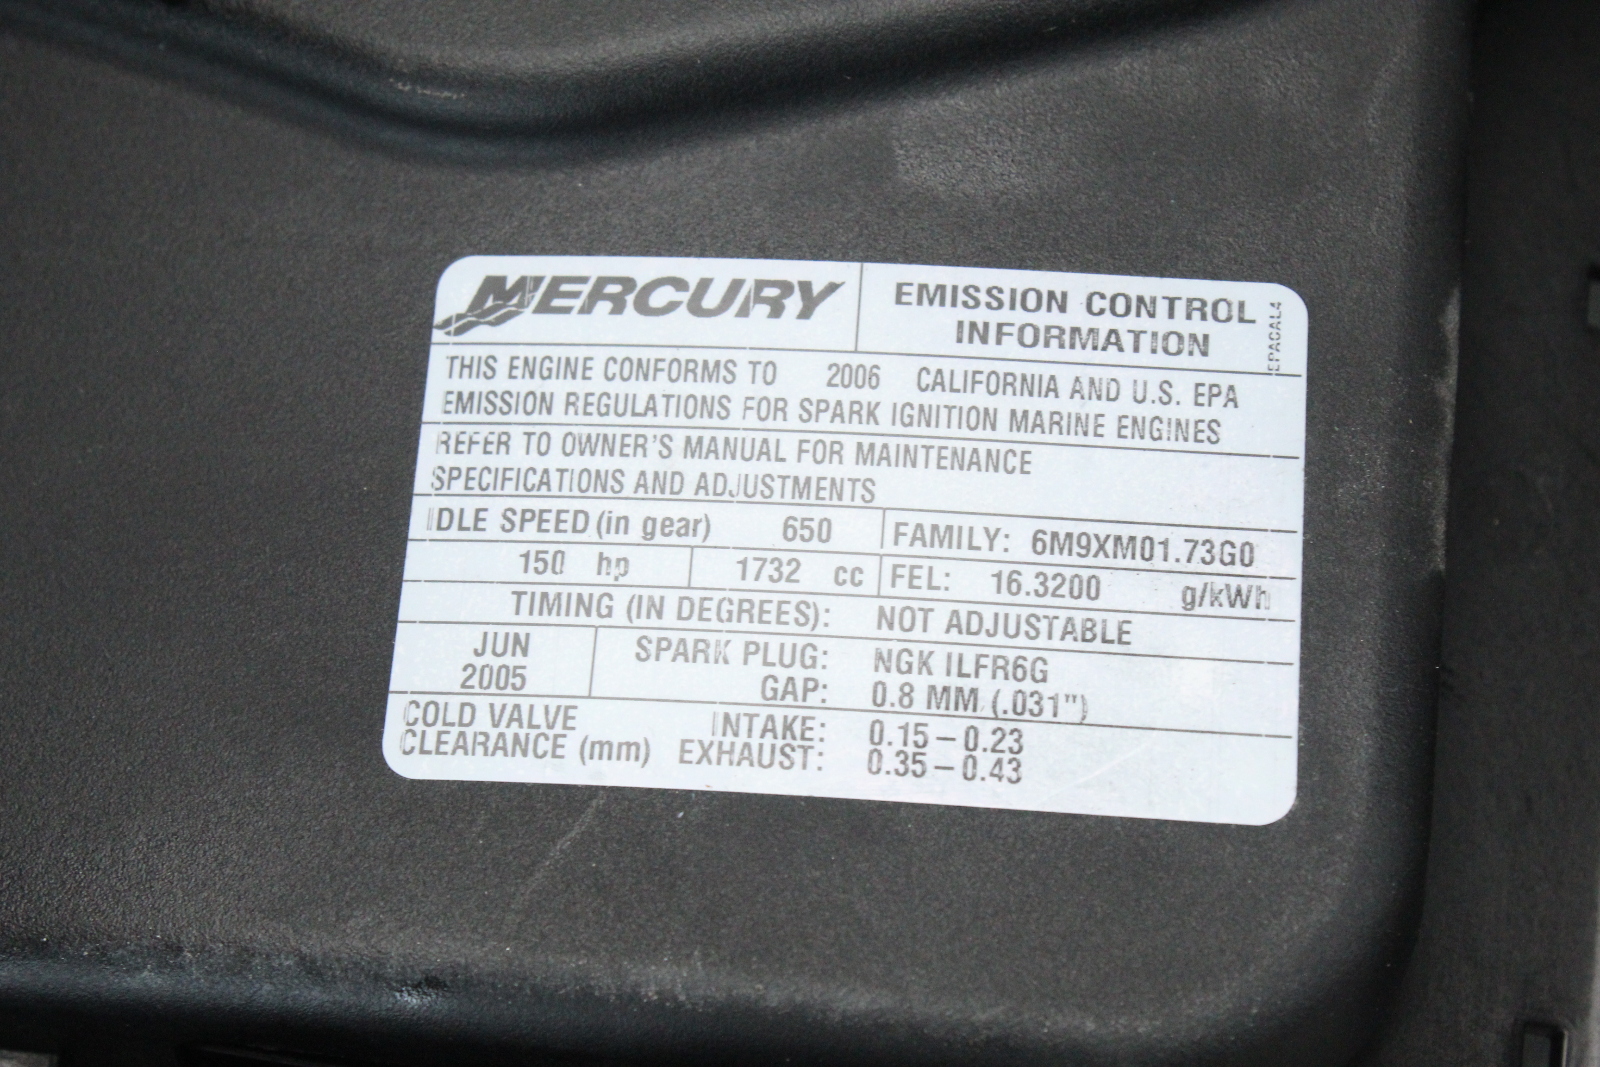 MERCURY
EMISSION CONTROL
INFORMATION
EPACAL4
THIS ENGINE CONFORMS TO 2006 CALIFORNIA AND U.S. EPA
EMISSION REGULATIONS FOR SPARK IGNITION MARINE ENGINES
REFER TO OWNER'S MANUAL FOR MAINTENANCE
SPECIFICATIONS AND ADJUSTMENTS
IDLE SPEED (in gear) 650 FAMILY: 6M9XM01.73G0
150 hp 1732 cc FEL: 16.3200 g/kWh
TIMING (IN DEGREES): NOT ADJUSTABLE
JUN
2005
SPARK PLUG: NGK ILFR6G
GAP: 0.8 MM (.031")
COLD VALVE
CLEARANCE (mm)
INTAKE: 0.15 – 0.23
EXHAUST: 0.35 – 0.43